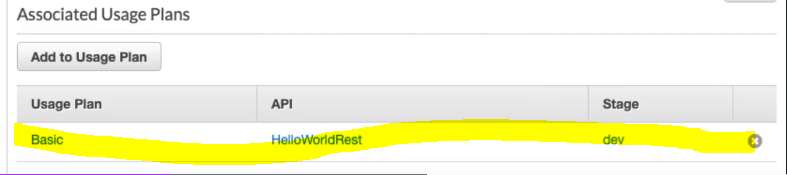 Associated Usage Plans
Add to Usage Plan
Usage Plan API Stage
Basic HelloWorldRest dev